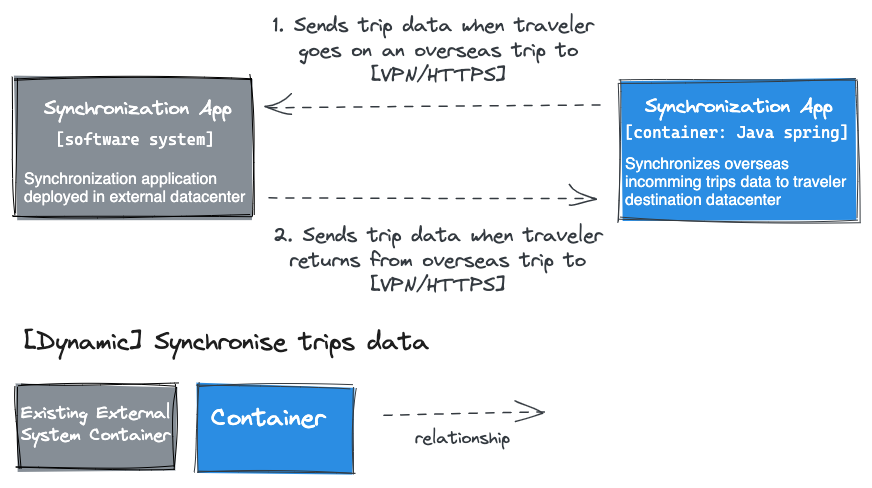 1. Sends trip data when traveler
goes on an overseas trip to
[VPN/HTTPS]
Synchronization App
[software system]
Synchronization application
deployed in external datacenter
Synchronization App
[container: Java spring]
Synchronizes overseas
incomming trips data to traveler
destination datacenter
2. Sends trip data when traveler
returns from overseas trip to
[VPN/HTTPS]
[Dynamic] Synchronise trips data
Existing External
System Container
Container
relationship